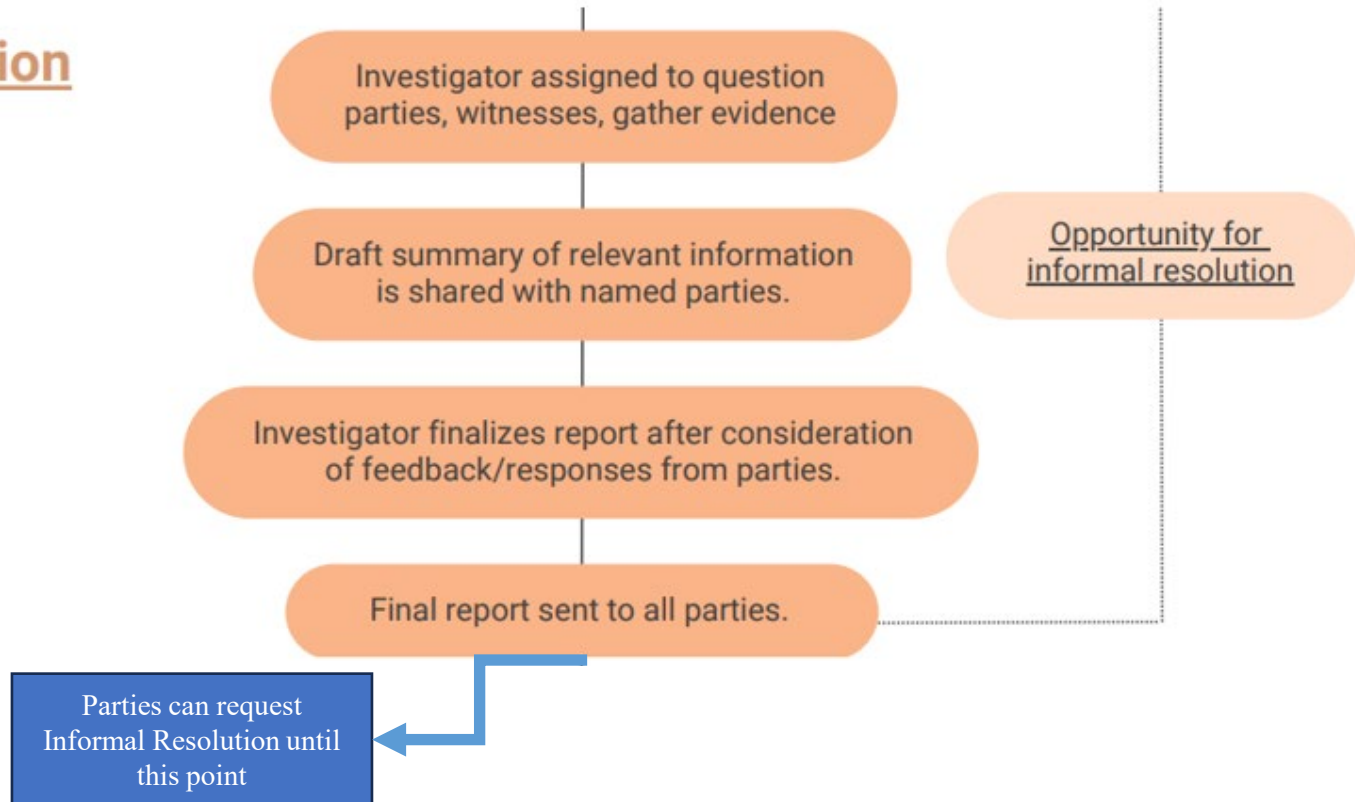 ion
Investigator assigned to question
parties, witnesses, gather evidence
Draft summary of relevant information
is shared with named parties.
Opportunity for
informal resolution
Investigator finalizes report after consideration
of feedback/responses from parties.
Final report sent to all parties.
Parties can request
Informal Resolution until
this point